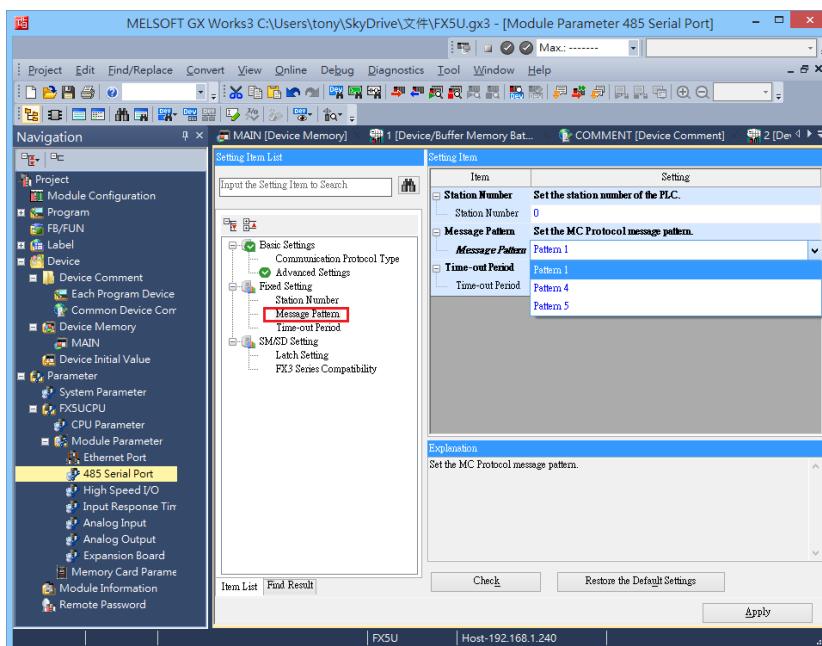 MELSOFT GX Works3 C:\Users\tony\SkyDrive\文件\FX5U.gx3 - [Module Parameter 485 Serial Port]
Max.: -------
Project Edit Find/Replace Convert View Online Debug Diagnostics Tool Window Help
Navigation
MAIN [Device Memory]
1 [Device/Buffer Memory Bat...
COMMENT [Device Comment]
2 [De
Project
Module Configuration
Program
FB/FUN
Label
Device
Device Comment
Each Program Device
Common Device Com
Device Memory
MAIN
Device Initial Value
Parameter
System Parameter
FX5UCPU
CPU Parameter
Module Parameter
Ethernet Port
485 Serial Port
High Speed I/O
Input Response Tim
Analog Input
Analog Output
Expansion Board
Memory Card Parame
Module Information
Remote Password
Setting Item List
Input the Setting Item to Search
Basic Settings
Communication Protocol Type
Advanced Settings
Fixed Setting
Station Number
Message Pattern
Time-out Period
SM/SD Setting
Latch Setting
FX3 Series Compatibility
Item List Find Result
Setting Item
Item Setting
Station Number Set the station number of the PLC.
Station Number 0
Message Pattern Set the MC Protocol message pattern.
Message Pattern Pattern 1
Time-out Period Pattern 1
Time-out Period Pattern 4
Pattern 5
Explanation
Set the MC Protocol message pattern.
Check Restore the Default Settings
Apply
FX5U Host-192.168.1.240